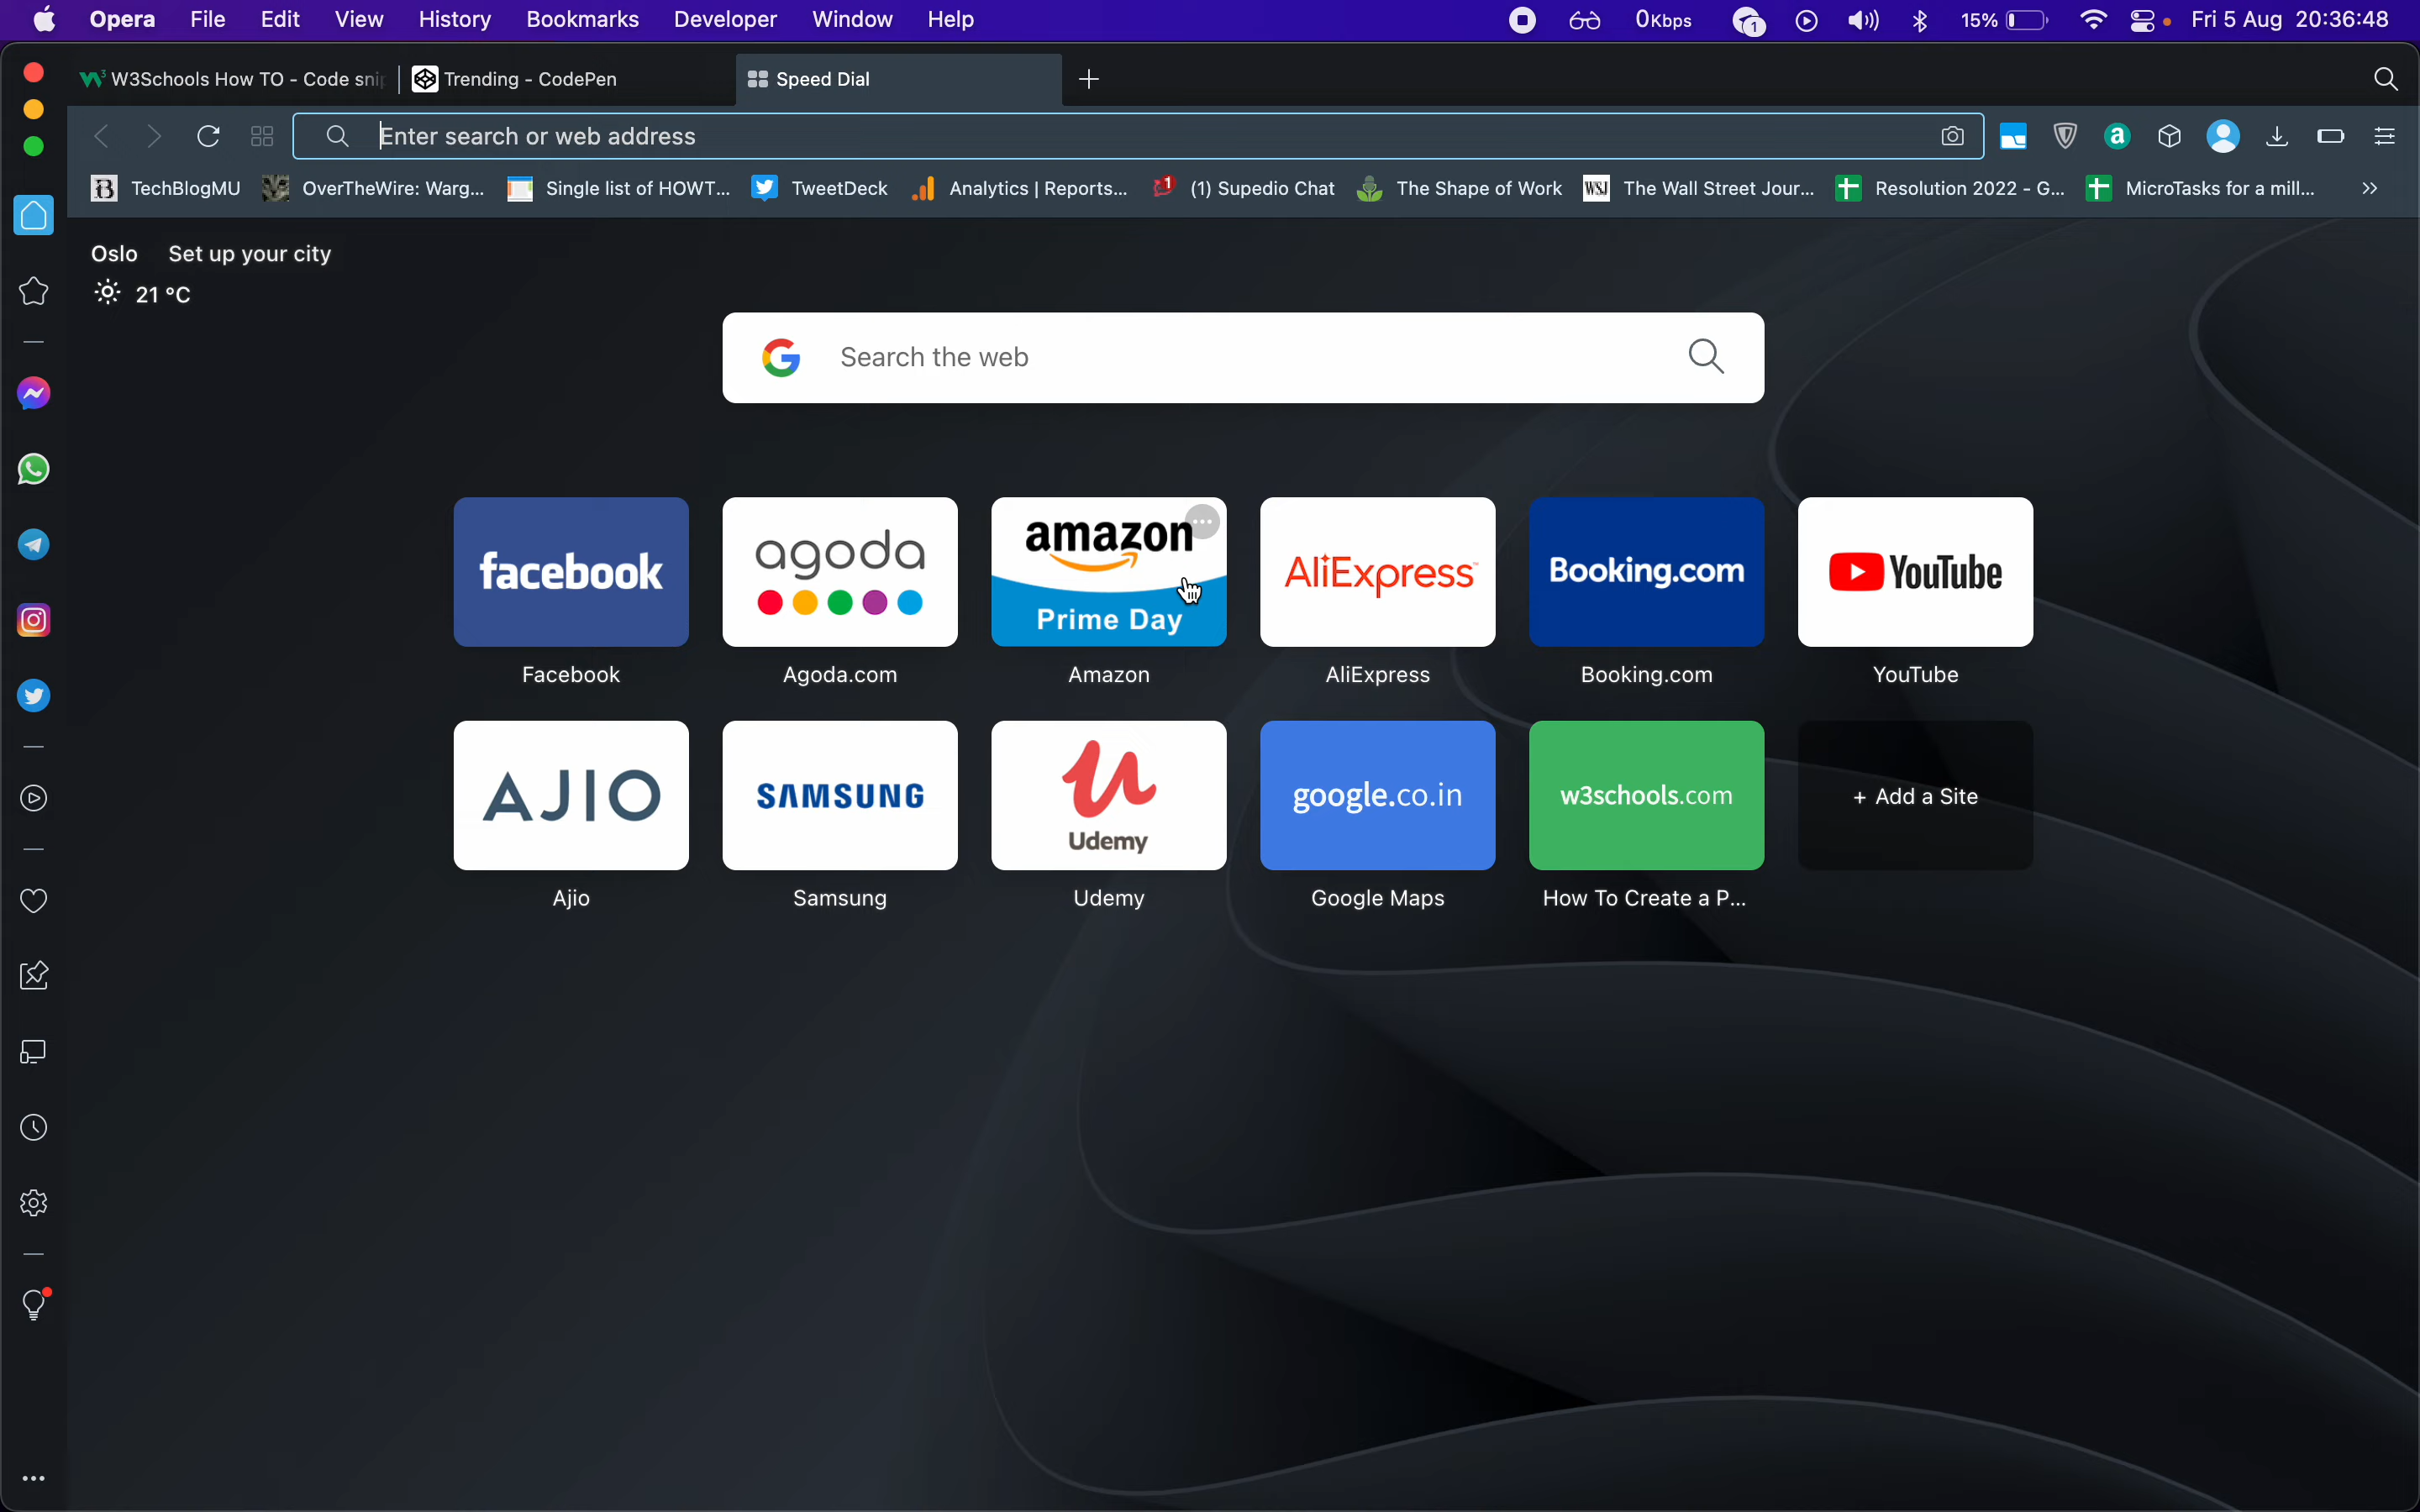 Opera File Edit View History Bookmarks Developer Window Help 0Kbps 1 15% Fri 5 Aug 20:36:48
W3Schools How TO - Code snip Trending - CodePen Speed Dial
Enter search or web address
TechBlogMU OverTheWire: Warg... Single list of HOWT... TweetDeck Analytics | Reports... 1 (1) Supedio Chat The Shape of Work WSJ The Wall Street Jour... Resolution 2022 - G... MicroTasks for a mill... »
Oslo Set up your city
21 °C
Search the web
facebook agoda amazon Prime Day AliExpress Booking.com YouTube
Facebook Agoda.com Amazon AliExpress Booking.com YouTube
AJIO SAMSUNG Udemy google.co.in w3schools.com + Add a Site
Ajio Samsung Udemy Google Maps How To Create a P...